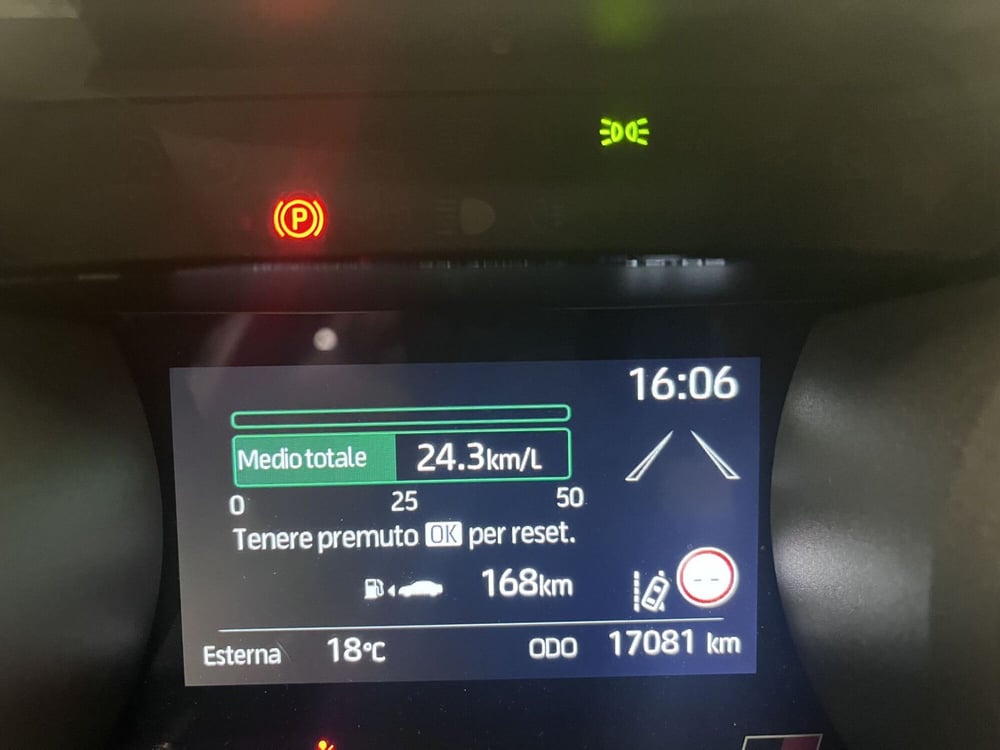 P
16:06
Medio totale 24.3km/L
0 25 50
Tenere premuto OK per reset.
168km
--
Esterna 18°C ODO 17081 km